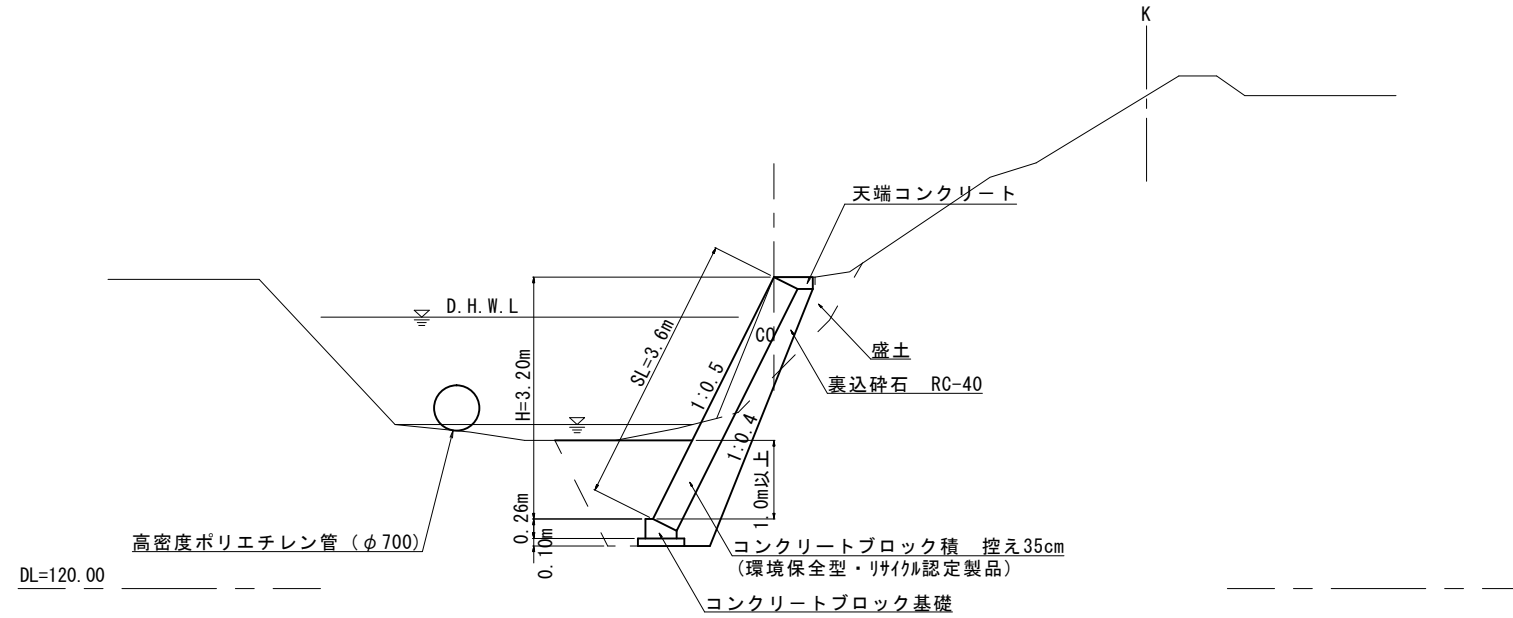 K
天端コンクリート
D.H.W.L
CO
盛土
SL=3.6m
H=3.20m
1:0.5
裏込砕石 RC-40
1:0.4
1.0m以上
0.26m
0.10m
高密度ポリエチレン管（φ700）
コンクリートブロック積 控え35cm
（環境保全型・ﾘｻｲｸﾙ認定製品）
DL=120.00
コンクリートブロック基礎